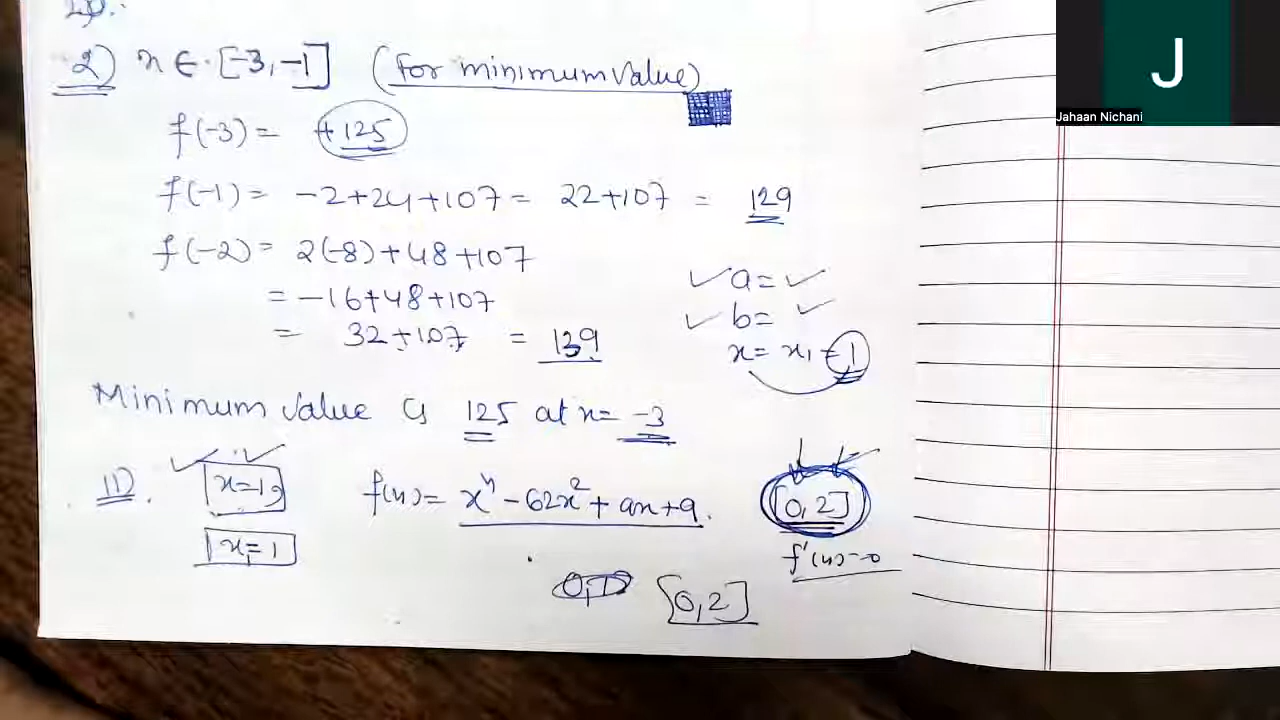 2) x ∈ [-3, -1] (for minimum value)
f(-3) = +125
f(-1) = -2+24+107 = 22+107 = 129
f(-2) = 2(-8)+48+107
= -16+48+107
= 32+107 = 139
✓ a= ✓
✓ b= ✓
x= x₁ = 1
Minimum value is 125 at x= -3
11). x=1,
f(x)= x⁴ - 62x² + ax + 9. [0, 2]
x₁=1
f'(x)=0
[0,2]
J
Jahaan Nichani